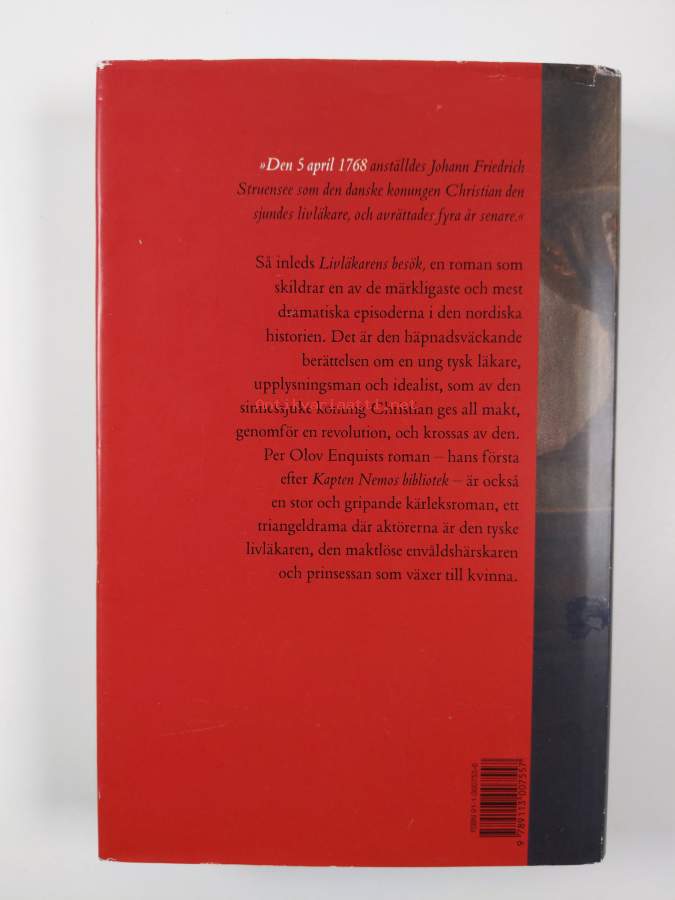 »Den 5 april 1768 anställdes Johann Friedrich
Struensee som den danske konungen Christian den
sjundes livläkare, och avrättades fyra år senare.«
Så inleds Livläkarens besök, en roman som
skildrar en av de märkligaste och mest
dramatiska episoderna i den nordiska
historien. Det är den häpnadsväckande
berättelsen om en ung tysk läkare,
upplysningsman och idealist, som av den
sinnessjuke konung Christian ges all makt,
genomför en revolution, och krossas av den.
Per Olov Enquists roman – hans första
efter Kapten Nemos bibliotek – är också
en stor och gripande kärleksroman, ett
triangeldrama där aktörerna är den tyske
livläkaren, den maktlöse envåldshärskaren
och prinsessan som växer till kvinna.
9 789113 007557